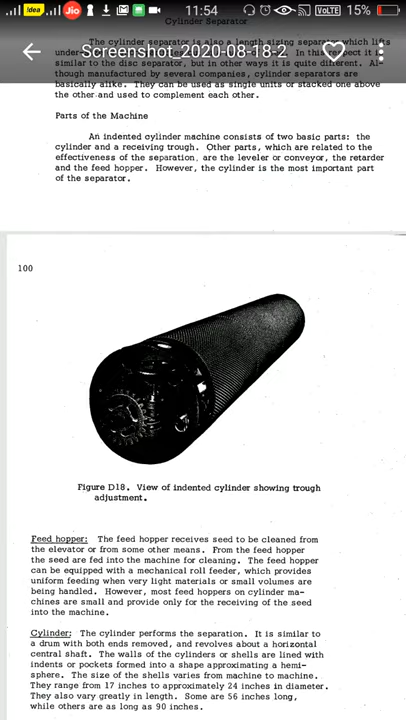 Idea Jio 11:54 VoLTE 15%
Cylinder Separator
Screenshot_2020-08-18-2
The cylinder separator is also a length sizing separator which lifts
under- In this respect it is
similar to the disc separator, but in other ways it is quite different. Al-
though manufactured by several companies, cylinder separators are
basically alike. They can be used as single units or stacked one above
the other and used to complement each other.
Parts of the Machine
An indented cylinder machine consists of two basic parts: the
cylinder and a receiving trough. Other parts, which are related to the
effectiveness of the separation, are the leveler or conveyor, the retarder
and the feed hopper. However, the cylinder is the most important part
of the separator.
100
Figure D18. View of indented cylinder showing trough
adjustment.
Feed hopper: The feed hopper receives seed to be cleaned from
the elevator or from some other means. From the feed hopper
the seed are fed into the machine for cleaning. The feed hopper
can be equipped with a mechanical roll feeder, which provides
uniform feeding when very light materials or small volumes are
being handled. However, most feed hoppers on cylinder ma-
chines are small and provide only for the receiving of the seed
into the machine.
Cylinder: The cylinder performs the separation. It is similar to
a drum with both ends removed, and revolves about a horizontal
central shaft. The walls of the cylinders or shells are lined with
indents or pockets formed into a shape approximating a hemi-
sphere. The size of the shells varies from machine to machine.
They range from 17 inches to approximately 24 inches in diameter.
They also vary greatly in length. Some are 56 inches long,
while others are as long as 90 inches.